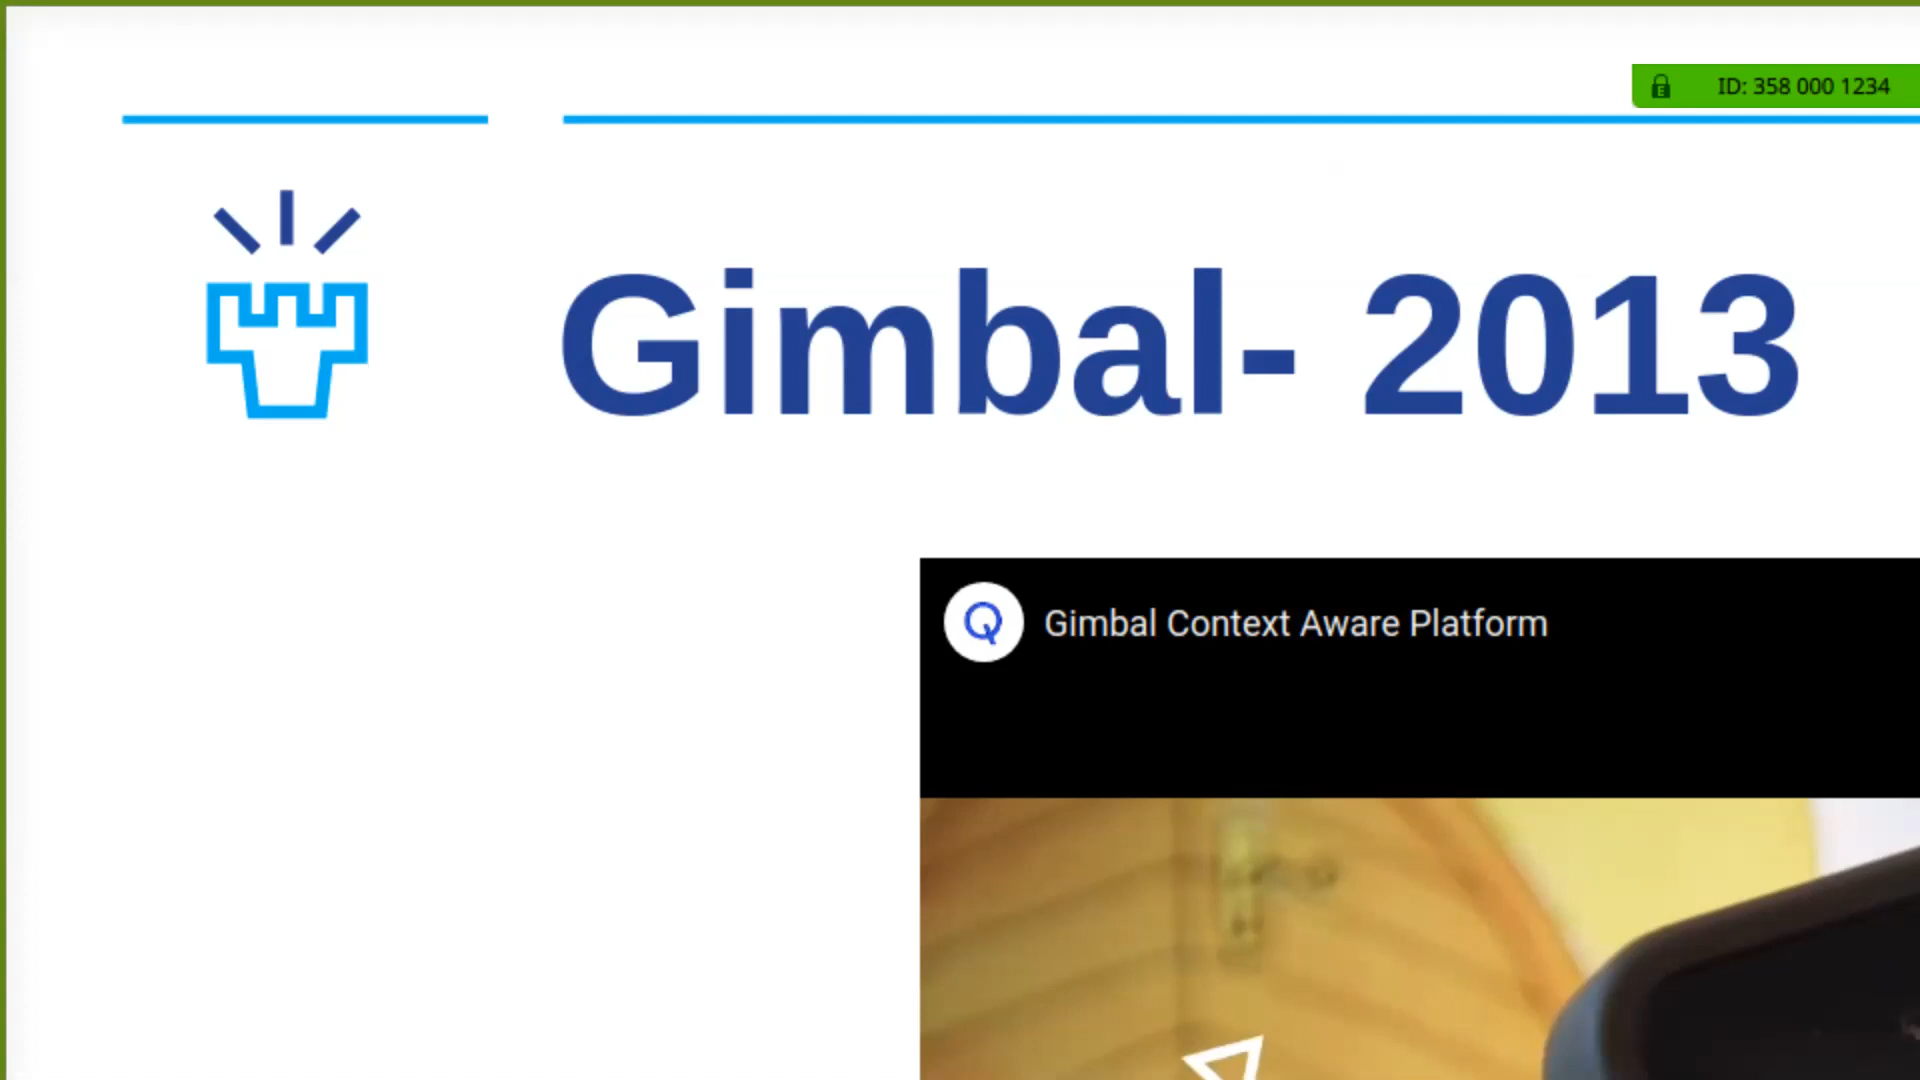 ID: 358 000 1234
Gimbal- 2013
Q Gimbal Context Aware Platform